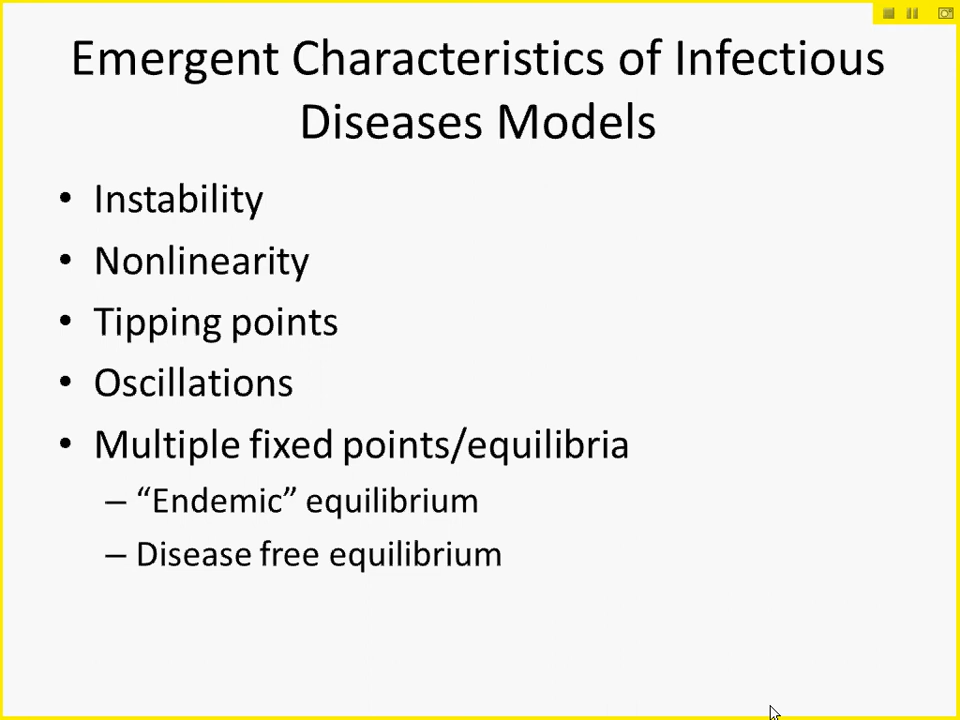 Emergent Characteristics of Infectious
Diseases Models
• Instability
• Nonlinearity
• Tipping points
• Oscillations
• Multiple fixed points/equilibria
– “Endemic” equilibrium
– Disease free equilibrium